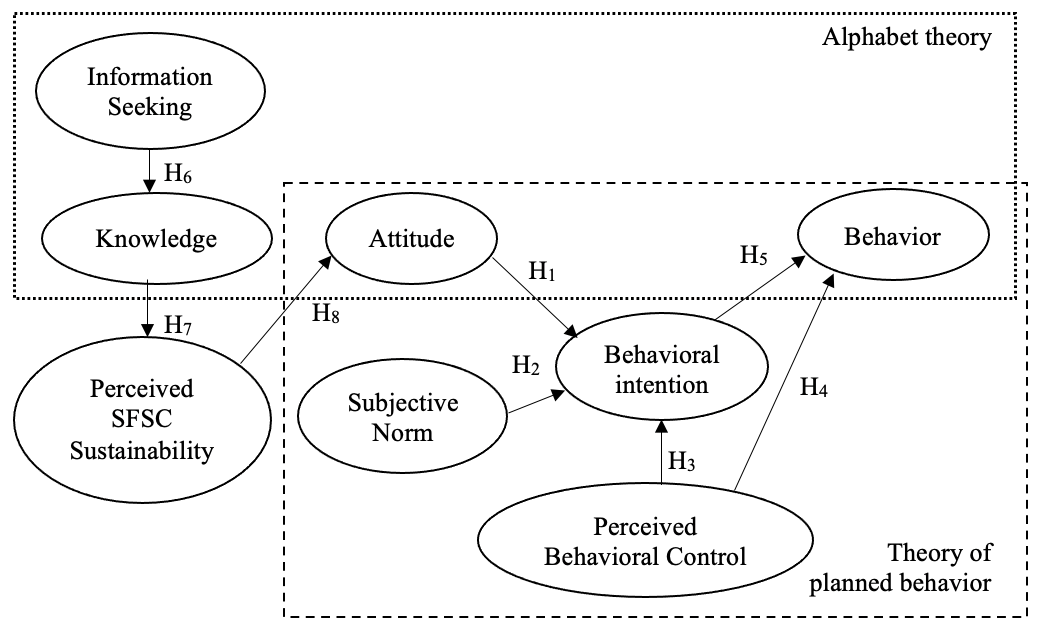 Alphabet theory
Information
Seeking
H6
Knowledge
Attitude
Behavior
H1
H5
H7
H8
Perceived
SFSC
Sustainability
Subjective
Norm
H2
Behavioral
intention
H4
H3
Perceived
Behavioral Control
Theory of
planned behavior